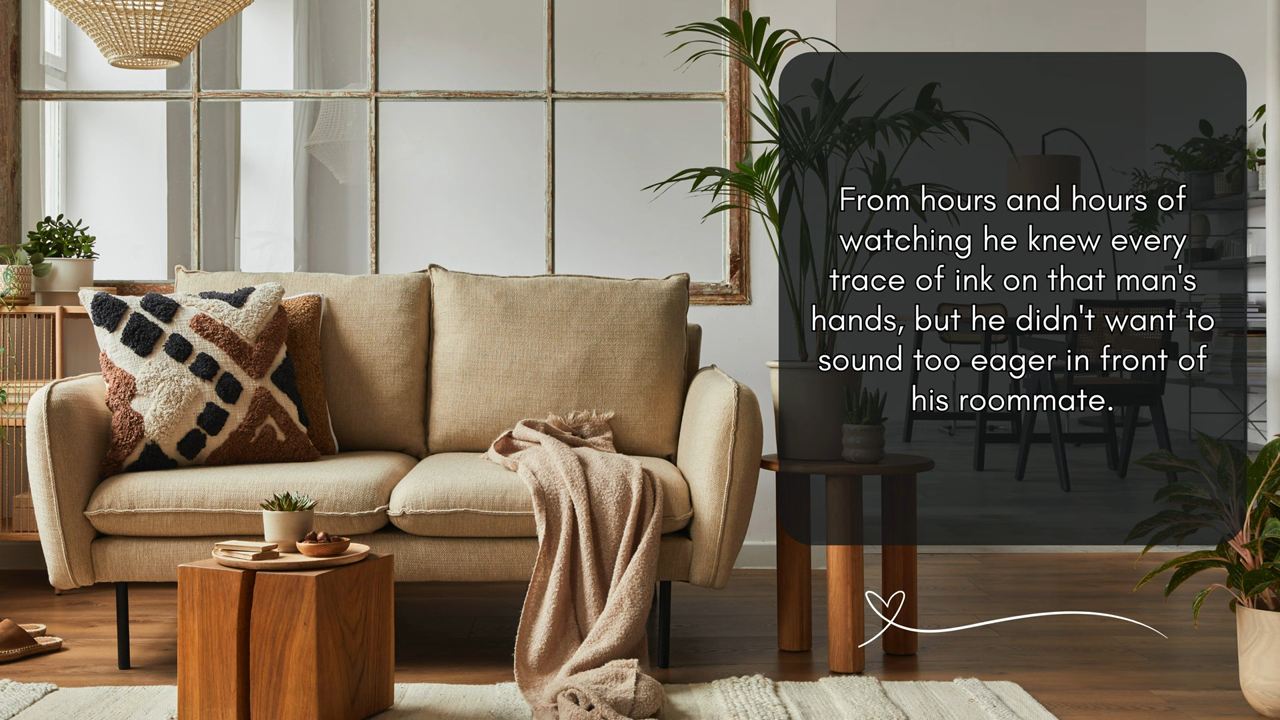 From hours and hours of
watching he knew every
trace of ink on that man's
hands, but he didn't want to
sound too eager in front of
his roommate.